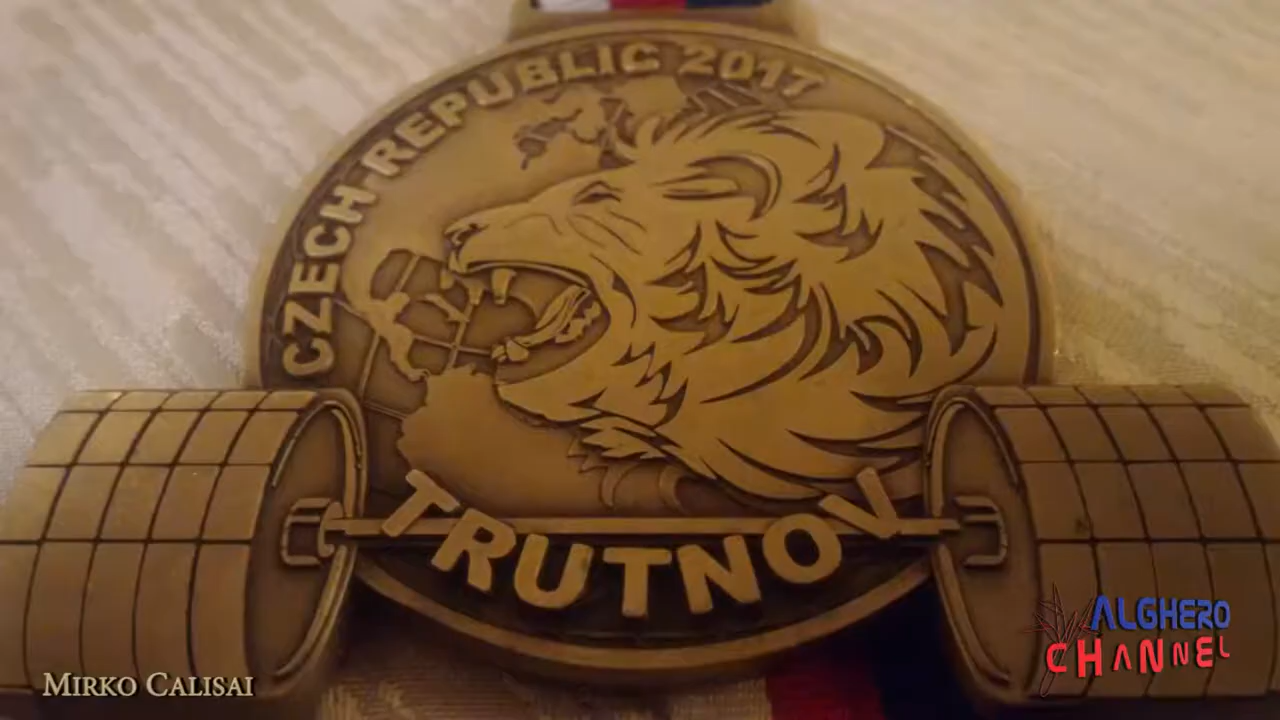 CZECH REPUBLIC 2017
TRUTNOV
MIRKO CALISAI
ALGHERO
CHANNEL